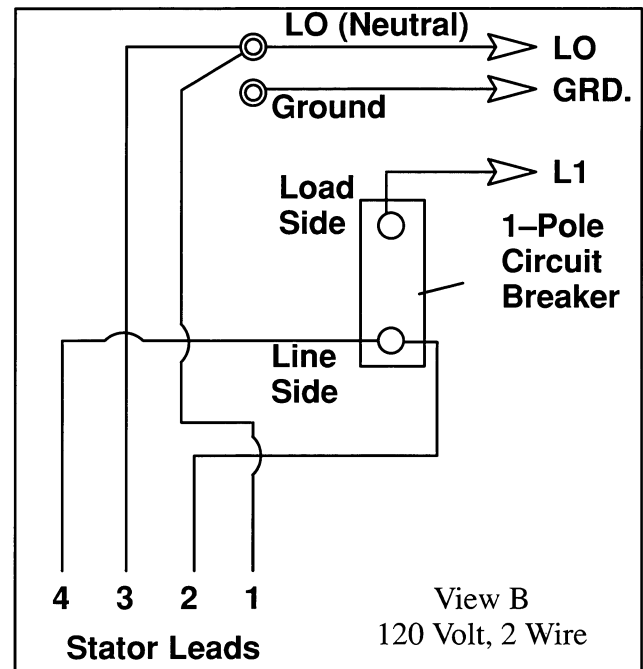 LO (Neutral)
LO
GRD.
Ground
L1
Load
Side
1–Pole
Circuit
Breaker
Line
Side
4 3 2 1
Stator Leads
View B
120 Volt, 2 Wire